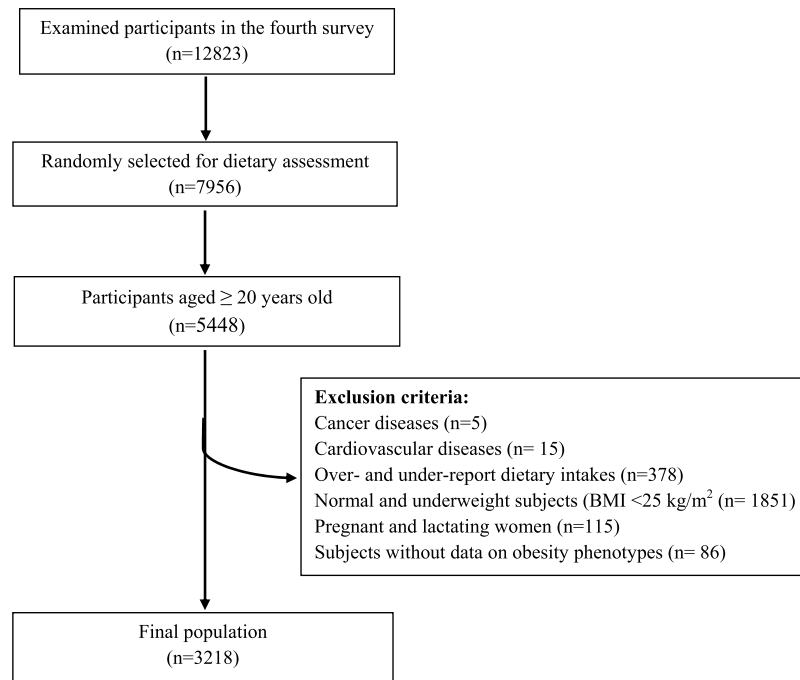 Examined participants in the fourth survey
(n=12823)
Randomly selected for dietary assessment
(n=7956)
Participants aged ≥ 20 years old
(n=5448)
Exclusion criteria:
Cancer diseases (n=5)
Cardiovascular diseases (n= 15)
Over- and under-report dietary intakes (n=378)
Normal and underweight subjects (BMI <25 kg/m² (n= 1851)
Pregnant and lactating women (n=115)
Subjects without data on obesity phenotypes (n= 86)
Final population
(n=3218)